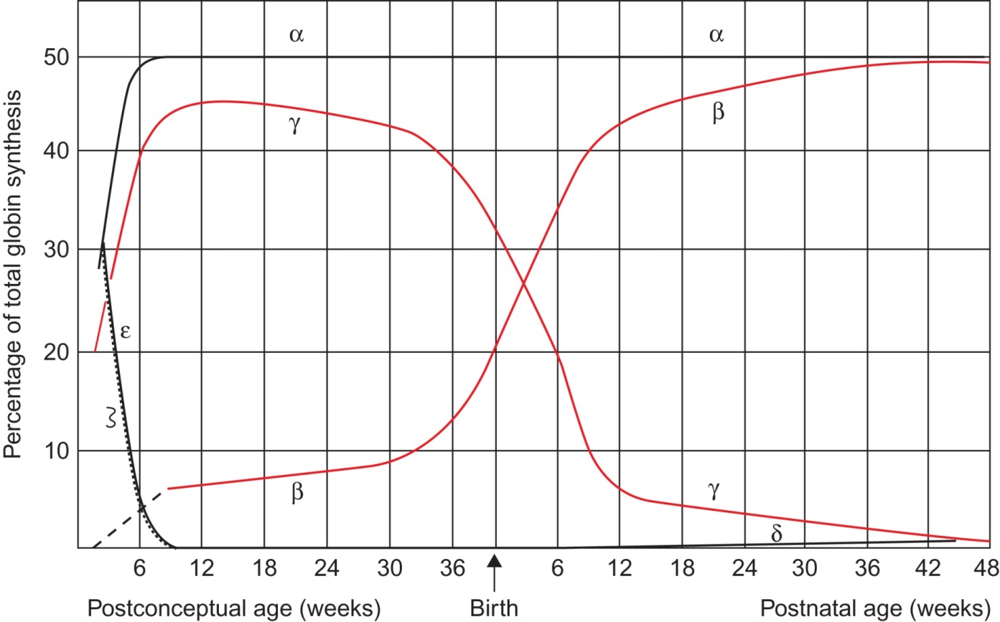 Percentage of total globin synthesis
50
40
30
20
10
α
α
γ
β
ε
ζ
β
γ
δ
6 12 18 24 30 36 6 12 18 24 30 36 42 48
Postconceptual age (weeks) Birth Postnatal age (weeks)